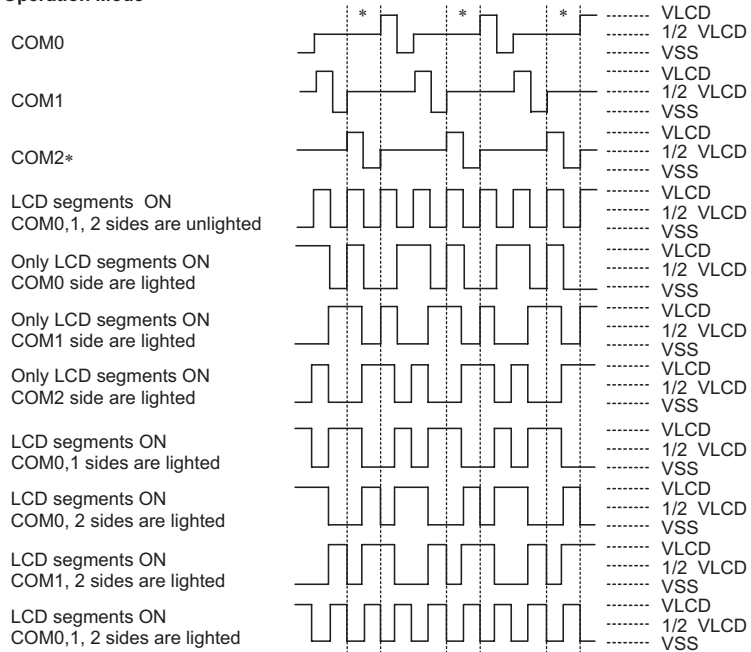 * * * VLCD
COM0 1/2 VLCD
VSS
VLCD
COM1 1/2 VLCD
VSS
VLCD
COM2* 1/2 VLCD
VSS
LCD segments ON VLCD
COM0,1, 2 sides are unlighted 1/2 VLCD
VSS
Only LCD segments ON VLCD
COM0 side are lighted 1/2 VLCD
VSS
Only LCD segments ON VLCD
COM1 side are lighted 1/2 VLCD
VSS
Only LCD segments ON VLCD
COM2 side are lighted 1/2 VLCD
VSS
LCD segments ON VLCD
COM0,1 sides are lighted 1/2 VLCD
VSS
LCD segments ON VLCD
COM0, 2 sides are lighted 1/2 VLCD
VSS
LCD segments ON VLCD
COM1, 2 sides are lighted 1/2 VLCD
VSS
LCD segments ON VLCD
COM0,1, 2 sides are lighted 1/2 VLCD
VSS